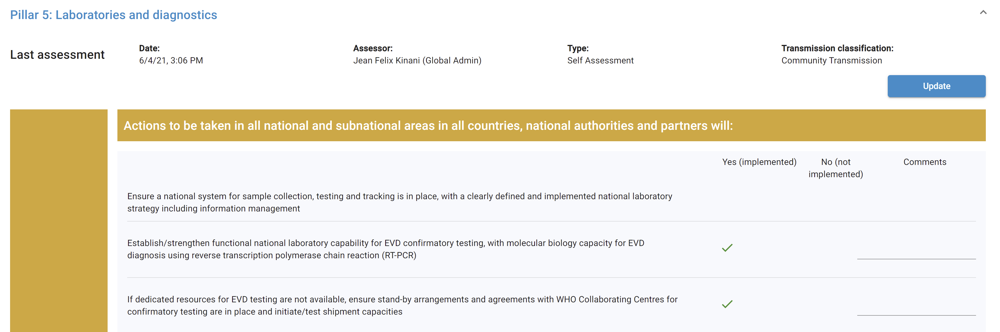 Pillar 5: Laboratories and diagnostics
Last assessment
Date:
6/4/21, 3:06 PM
Assessor:
Jean Felix Kinani (Global Admin)
Type:
Self Assessment
Transmission classification:
Community Transmission
Update
Actions to be taken in all national and subnational areas in all countries, national authorities and partners will:
Yes (implemented)
No (not
implemented)
Comments
Ensure a national system for sample collection, testing and tracking is in place, with a clearly defined and implemented national laboratory
strategy including information management
Establish/strengthen functional national laboratory capability for EVD confirmatory testing, with molecular biology capacity for EVD
diagnosis using reverse transcription polymerase chain reaction (RT-PCR)
If dedicated resources for EVD testing are not available, ensure stand-by arrangements and agreements with WHO Collaborating Centres for
confirmatory testing are in place and initiate/test shipment capacities